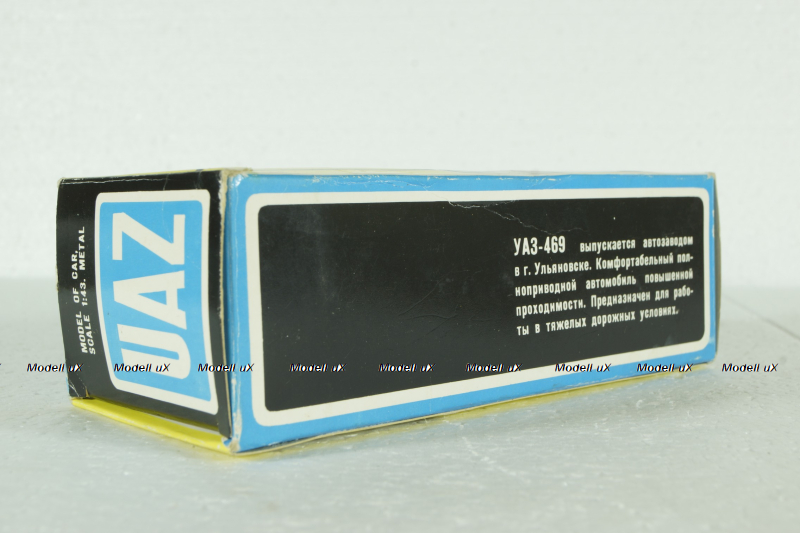 MODEL OF CAR.
SCALE 1:43. METAL
UAZ
УАЗ-469 выпускается автозаводом
в г. Ульяновске. Комфортабельный пол-
ноприводной автомобиль повышенной
проходимости. Предназначен для рабо-
ты в тяжелых дорожных условиях.
Modell uX Modell uX Modell uX Modell uX Modell uX Modell uX Modell uX Modell uX